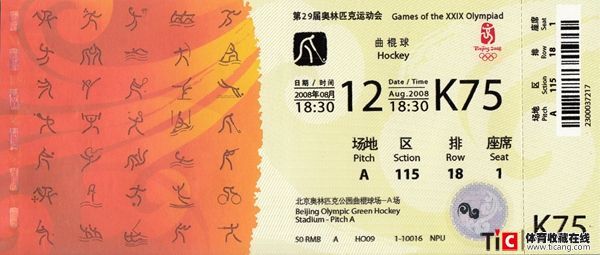 第29届奥林匹克运动会 Games of the XXIX Olympiad
曲棍球
Hockey
Beijing 2008
日期 / 时间
2008年08月
18:30
12
Date / Time
Aug.2008
18:30
K75
场地 区 排 座席
Pitch Sction Row Seat
A 115 18 1
北京奥林匹克公园曲棍球场—A场
Beijing Olympic Green Hockey
Stadium - Pitch A
50 RMB A HO09 1-10016 NPU
座席 Seat 1
排 Row 18
区 Sction 115
场地 Pitch A
2300037217
K75
TiC 体育收藏在线
www.ticang.com